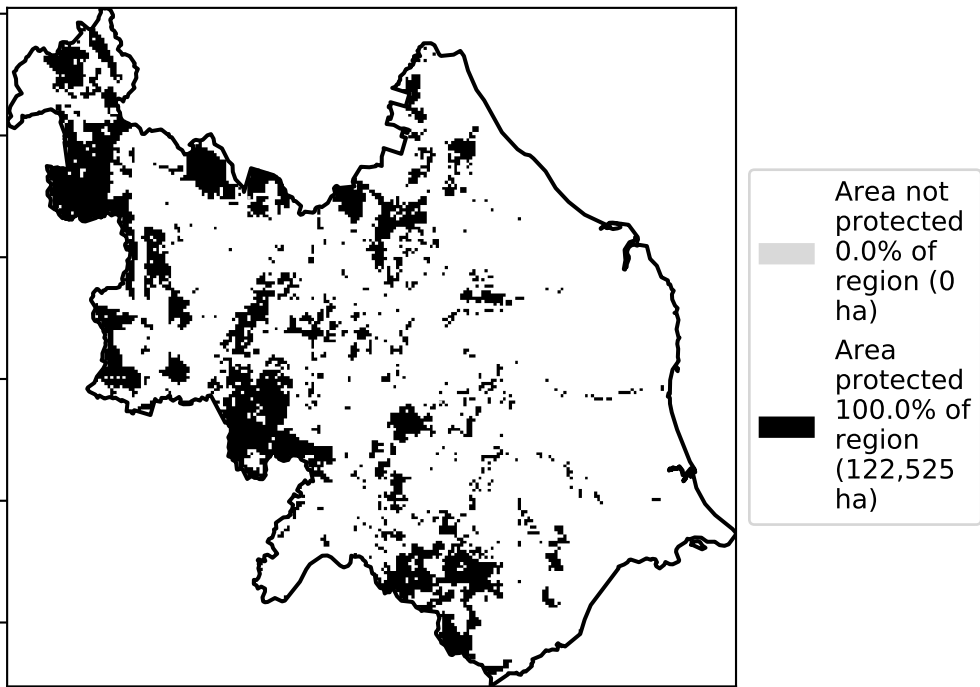 Area not
protected
0.0% of
region (0
ha)
Area
protected
100.0% of
region
(122,525
ha)